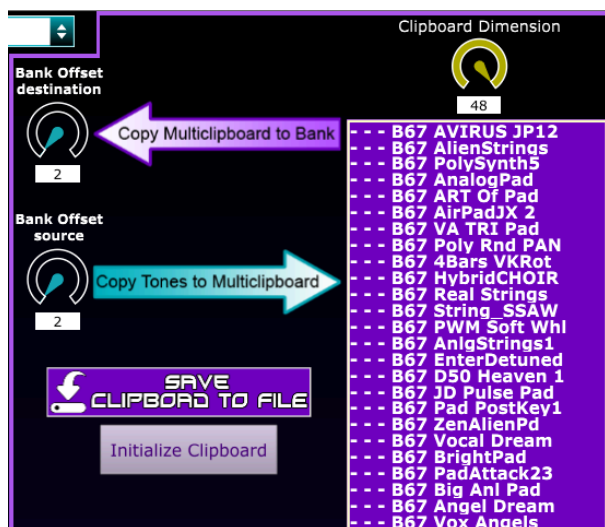 Clipboard Dimension
48
Bank Offset
destination
2
Copy Multiclipboard to Bank
Bank Offset
source
2
Copy Tones to Multiclipboard
SAVE
CLIPBORD TO FILE
Initialize Clipboard
- - - B67 AVIRUS JP12
- - - B67 AlienStrings
- - - B67 PolySynth5
- - - B67 AnalogPad
- - - B67 ART Of Pad
- - - B67 AirPadJX 2
- - - B67 VA TRI Pad
- - - B67 Poly Rnd PAN
- - - B67 4Bars VKRot
- - - B67 HybridCHOIR
- - - B67 Real Strings
- - - B67 String_SSAW
- - - B67 PWM Soft Whl
- - - B67 AnlgStrings1
- - - B67 EnterDetuned
- - - B67 D50 Heaven 1
- - - B67 JD Pulse Pad
- - - B67 Pad PostKey1
- - - B67 ZenAlienPd
- - - B67 Vocal Dream
- - - B67 BrightPad
- - - B67 PadAttack23
- - - B67 Big Anl Pad
- - - B67 Angel Dream
- - - B67 Vox Angels